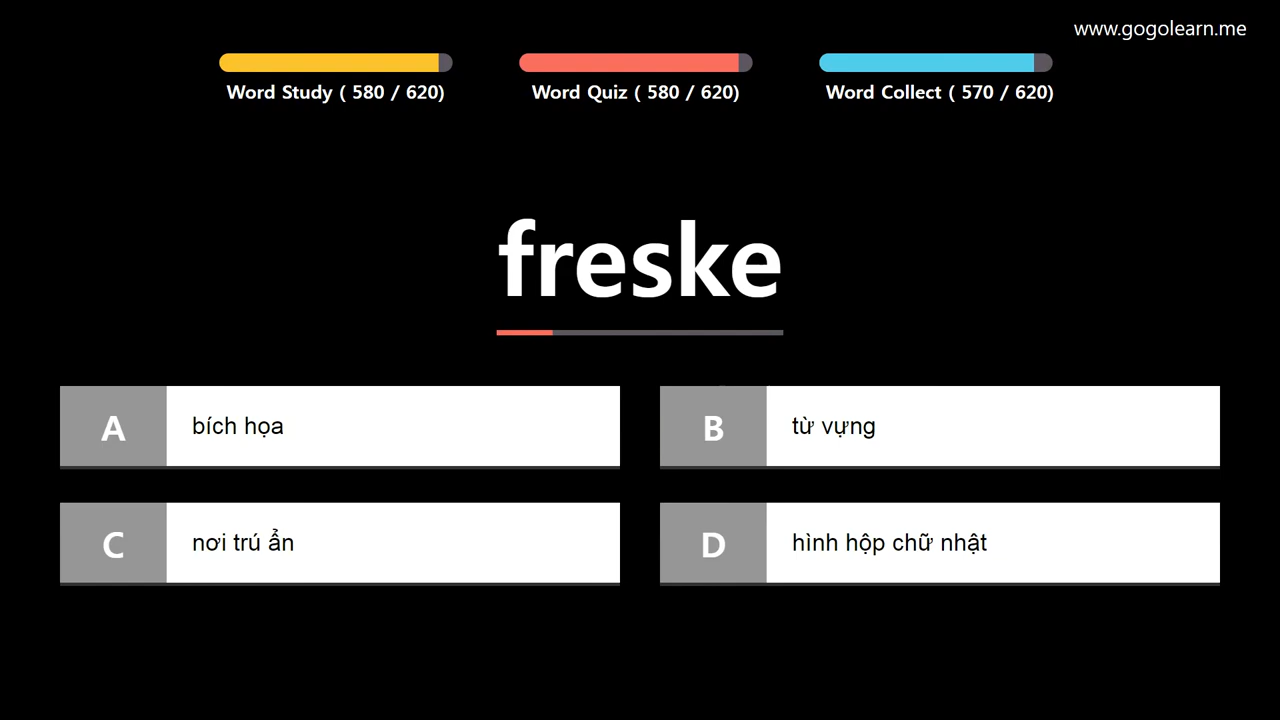 www.gogolearn.me
Word Study ( 580 / 620)
Word Quiz ( 580 / 620)
Word Collect ( 570 / 620)
freske
A bích họa
B từ vựng
C nơi trú ẩn
D hình hộp chữ nhật